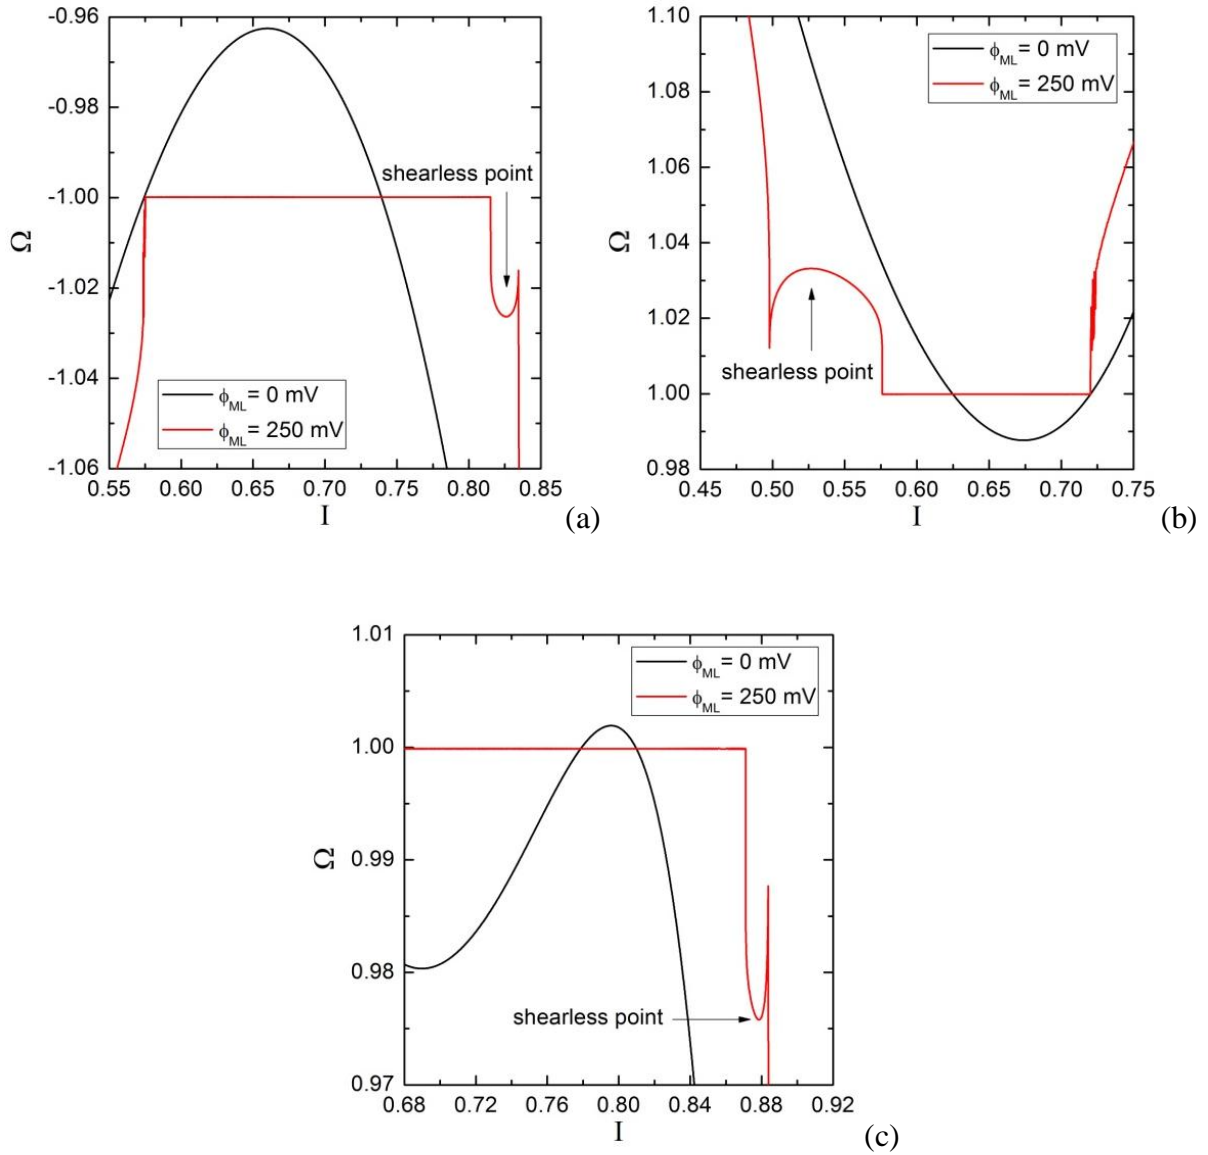 -0.96
-0.98
-1.00
-1.02
-1.04
-1.06
Ω
shearless point
ϕML = 0 mV
ϕML = 250 mV
0.55 0.60 0.65 0.70 0.75 0.80 0.85
I
(a)
1.10
1.08
1.06
1.04
1.02
1.00
0.98
Ω
ϕML = 0 mV
ϕML = 250 mV
shearless point
0.45 0.50 0.55 0.60 0.65 0.70 0.75
I
(b)
1.01
1.00
0.99
0.98
0.97
Ω
ϕML = 0 mV
ϕML = 250 mV
shearless point
0.68 0.72 0.76 0.80 0.84 0.88 0.92
I
(c)